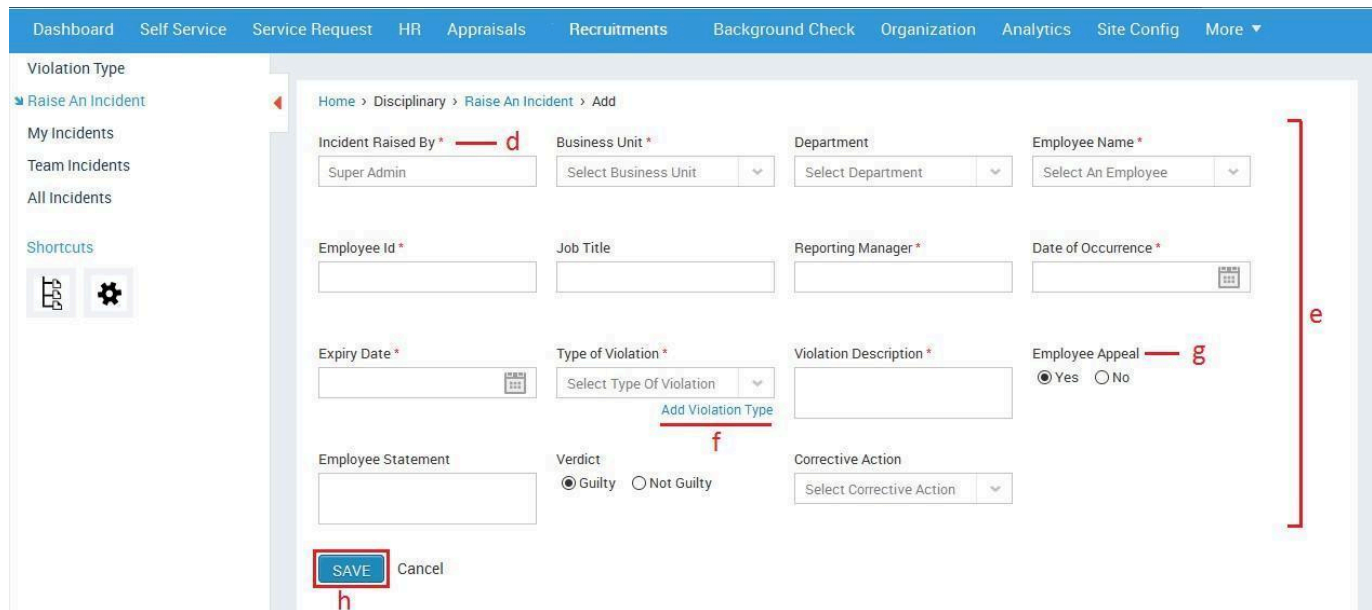 Dashboard Self Service Service Request HR Appraisals Recruitments Background Check Organization Analytics Site Config More ▼
Violation Type
Raise An Incident
My Incidents
Team Incidents
All Incidents
Shortcuts
Home › Disciplinary › Raise An Incident › Add
Incident Raised By * d Business Unit * Department Employee Name *
Super Admin Select Business Unit Select Department Select An Employee
Employee Id * Job Title Reporting Manager * Date of Occurrence *
e
Expiry Date * Type of Violation * Violation Description * Employee Appeal g
Select Type Of Violation Yes No
Add Violation Type
f
Employee Statement Verdict Corrective Action
Guilty Not Guilty Select Corrective Action
SAVE Cancel
h